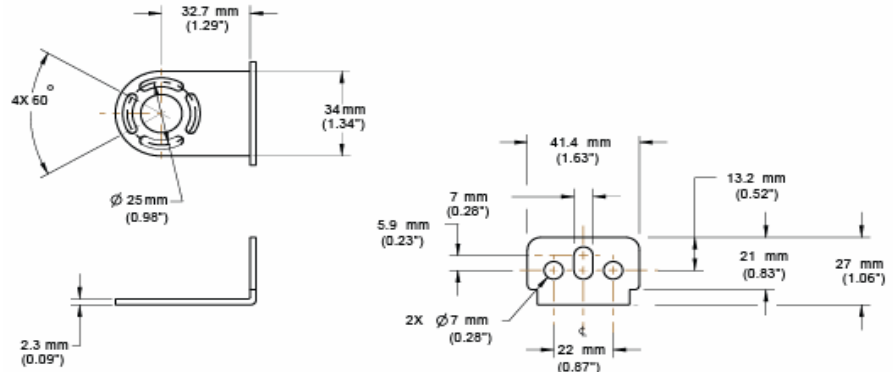 32.7 mm
(1.29")
4X 60°
34 mm
(1.34")
Ø 25 mm
(0.98")
2.3 mm
(0.09")
41.4 mm
(1.63")
13.2 mm
(0.52")
7 mm
(0.28")
5.9 mm
(0.23")
21 mm
(0.83")
27 mm
(1.06")
2X Ø 7 mm
(0.28")
℄
22 mm
(0.87")